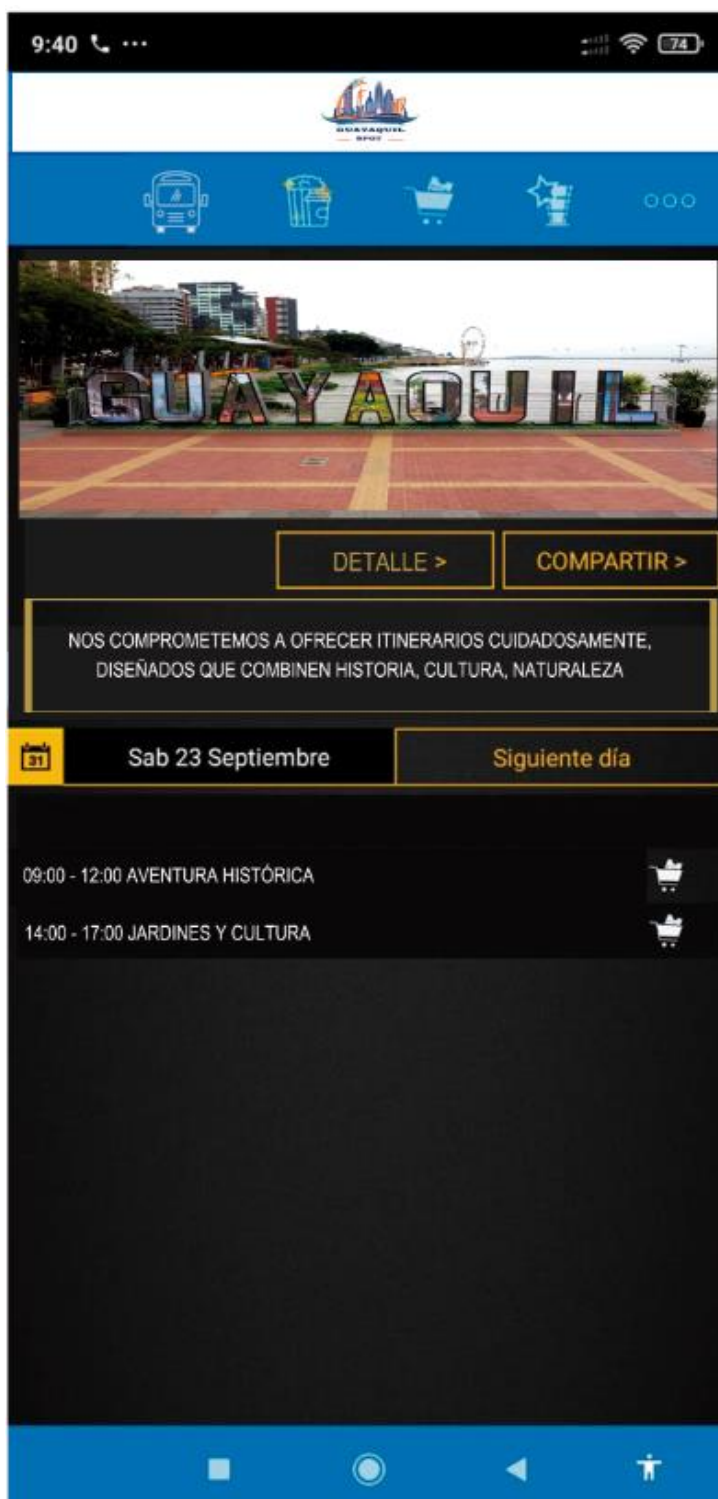 9:40
74
GUAYAQUIL
SPOT
GUAYAQUIL
DETALLE >
COMPARTIR >
NOS COMPROMETEMOS A OFRECER ITINERARIOS CUIDADOSAMENTE,
DISEÑADOS QUE COMBINEN HISTORIA, CULTURA, NATURALEZA
31
Sab 23 Septiembre
Siguiente día
09:00 - 12:00 AVENTURA HISTÓRICA
14:00 - 17:00 JARDINES Y CULTURA